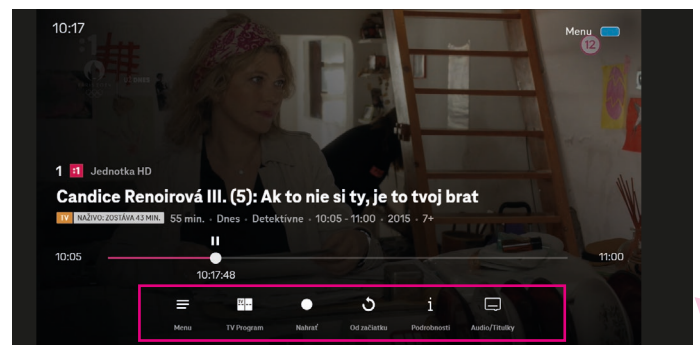 10:17
Menu
12
:1
1 :1 Jednotka HD
Candice Renoirová III. (5): Ak to nie si ty, je to tvoj brat
TV NAŽIVO: ZOSTÁVA 43 MIN. 55 min. · Dnes · Detektívne · 10:05 - 11:00 · 2015 · 7+
10:05
11:00
10:17:48
Menu TV Program Nahrať Od začiatku Podrobnosti Audio/Titulky